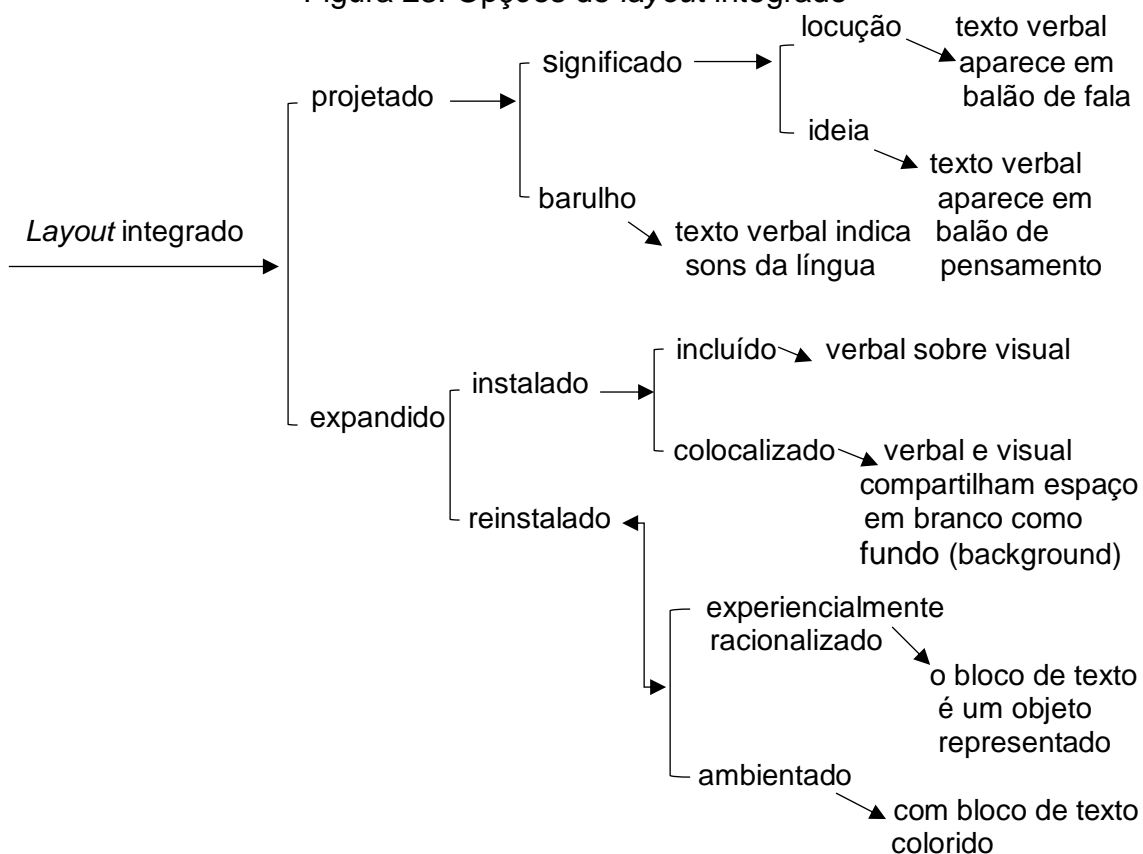 Figura 23: Opções do layout integrado
locução
texto verbal
aparece em
balão de fala
significado
projetado
ideia
texto verbal
aparece em
balão de
pensamento
barulho
texto verbal indica
sons da língua
Layout integrado
incluído
verbal sobre visual
instalado
expandido
colocalizado
verbal e visual
compartilham espaço
em branco como
fundo (background)
reinstalado
experiencialmente
racionalizado
o bloco de texto
é um objeto
representado
ambientado
com bloco de texto
colorido